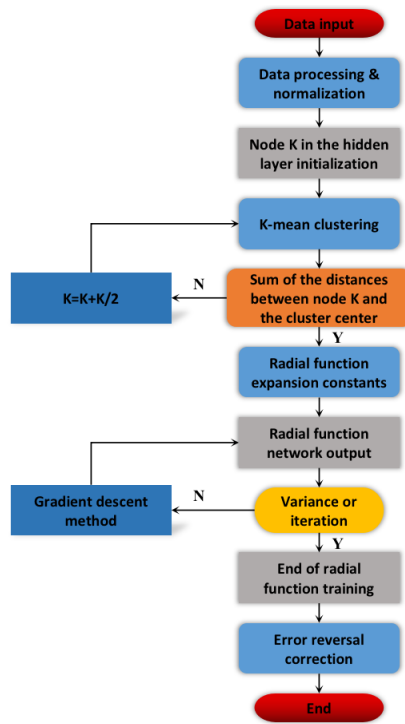 Data input
Data processing &
normalization
Node K in the hidden
layer initialization
K-mean clustering
N
K=K+K/2
Sum of the distances
between node K and
the cluster center
Y
Radial function
expansion constants
Radial function
network output
N
Gradient descent
method
Variance or
iteration
Y
End of radial
function training
Error reversal
correction
End